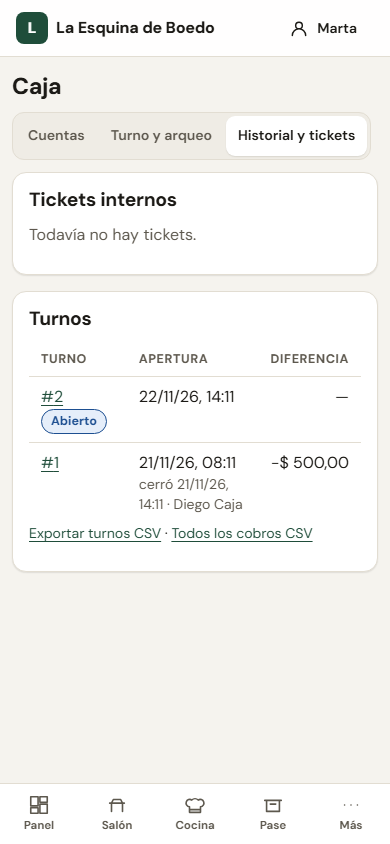 L La Esquina de Boedo Marta
Caja
Cuentas Turno y arqueo Historial y tickets
Tickets internos
Todavía no hay tickets.
Turnos
TURNO APERTURA DIFERENCIA
#2 22/11/26, 14:11 —
Abierto
#1 21/11/26, 08:11 -$ 500,00
cerró 21/11/26,
14:11 · Diego Caja
Exportar turnos CSV · Todos los cobros CSV
Panel Salón Cocina Pase Más